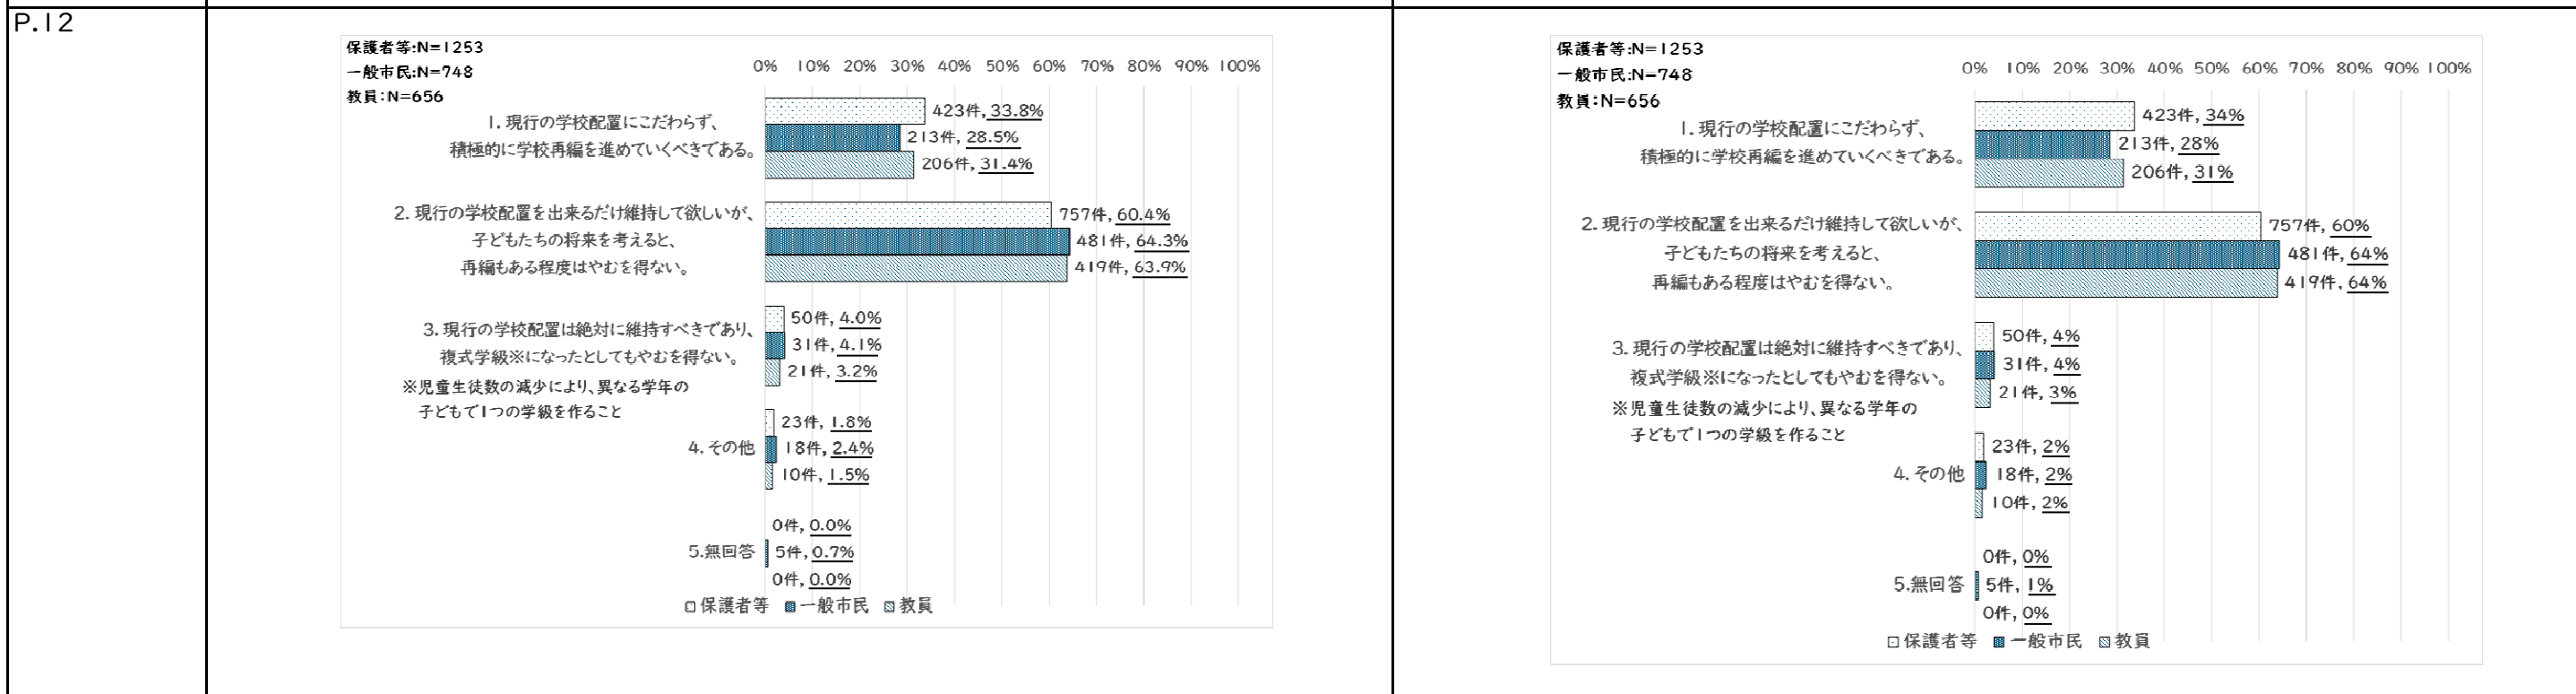 P.12
保護者等:N=1253
一般市民:N=748
教員:N=656
0% 10% 20% 30% 40% 50% 60% 70% 80% 90% 100%
1. 現行の学校配置にこだわらず、
積極的に学校再編を進めていくべきである。
423件, 33.8%
213件, 28.5%
206件, 31.4%
2. 現行の学校配置を出来るだけ維持して欲しいが、
子どもたちの将来を考えると、
再編もある程度はやむを得ない。
757件, 60.4%
481件, 64.3%
419件, 63.9%
3. 現行の学校配置は絶対に維持すべきであり、
複式学級※になったとしてもやむを得ない。
※児童生徒数の減少により、異なる学年の
子どもで1つの学級を作ること
50件, 4.0%
31件, 4.1%
21件, 3.2%
4. その他
23件, 1.8%
18件, 2.4%
10件, 1.5%
5.無回答
0件, 0.0%
5件, 0.7%
0件, 0.0%
保護者等 一般市民 教員
保護者等:N=1253
一般市民:N=748
教員:N=656
0% 10% 20% 30% 40% 50% 60% 70% 80% 90% 100%
1. 現行の学校配置にこだわらず、
積極的に学校再編を進めていくべきである。
423件, 34%
213件, 28%
206件, 31%
2. 現行の学校配置を出来るだけ維持して欲しいが、
子どもたちの将来を考えると、
再編もある程度はやむを得ない。
757件, 60%
481件, 64%
419件, 64%
3. 現行の学校配置は絶対に維持すべきであり、
複式学級※になったとしてもやむを得ない。
※児童生徒数の減少により、異なる学年の
子どもで1つの学級を作ること
50件, 4%
31件, 4%
21件, 3%
4. その他
23件, 2%
18件, 2%
10件, 2%
5.無回答
0件, 0%
5件, 1%
0件, 0%
保護者等 一般市民 教員